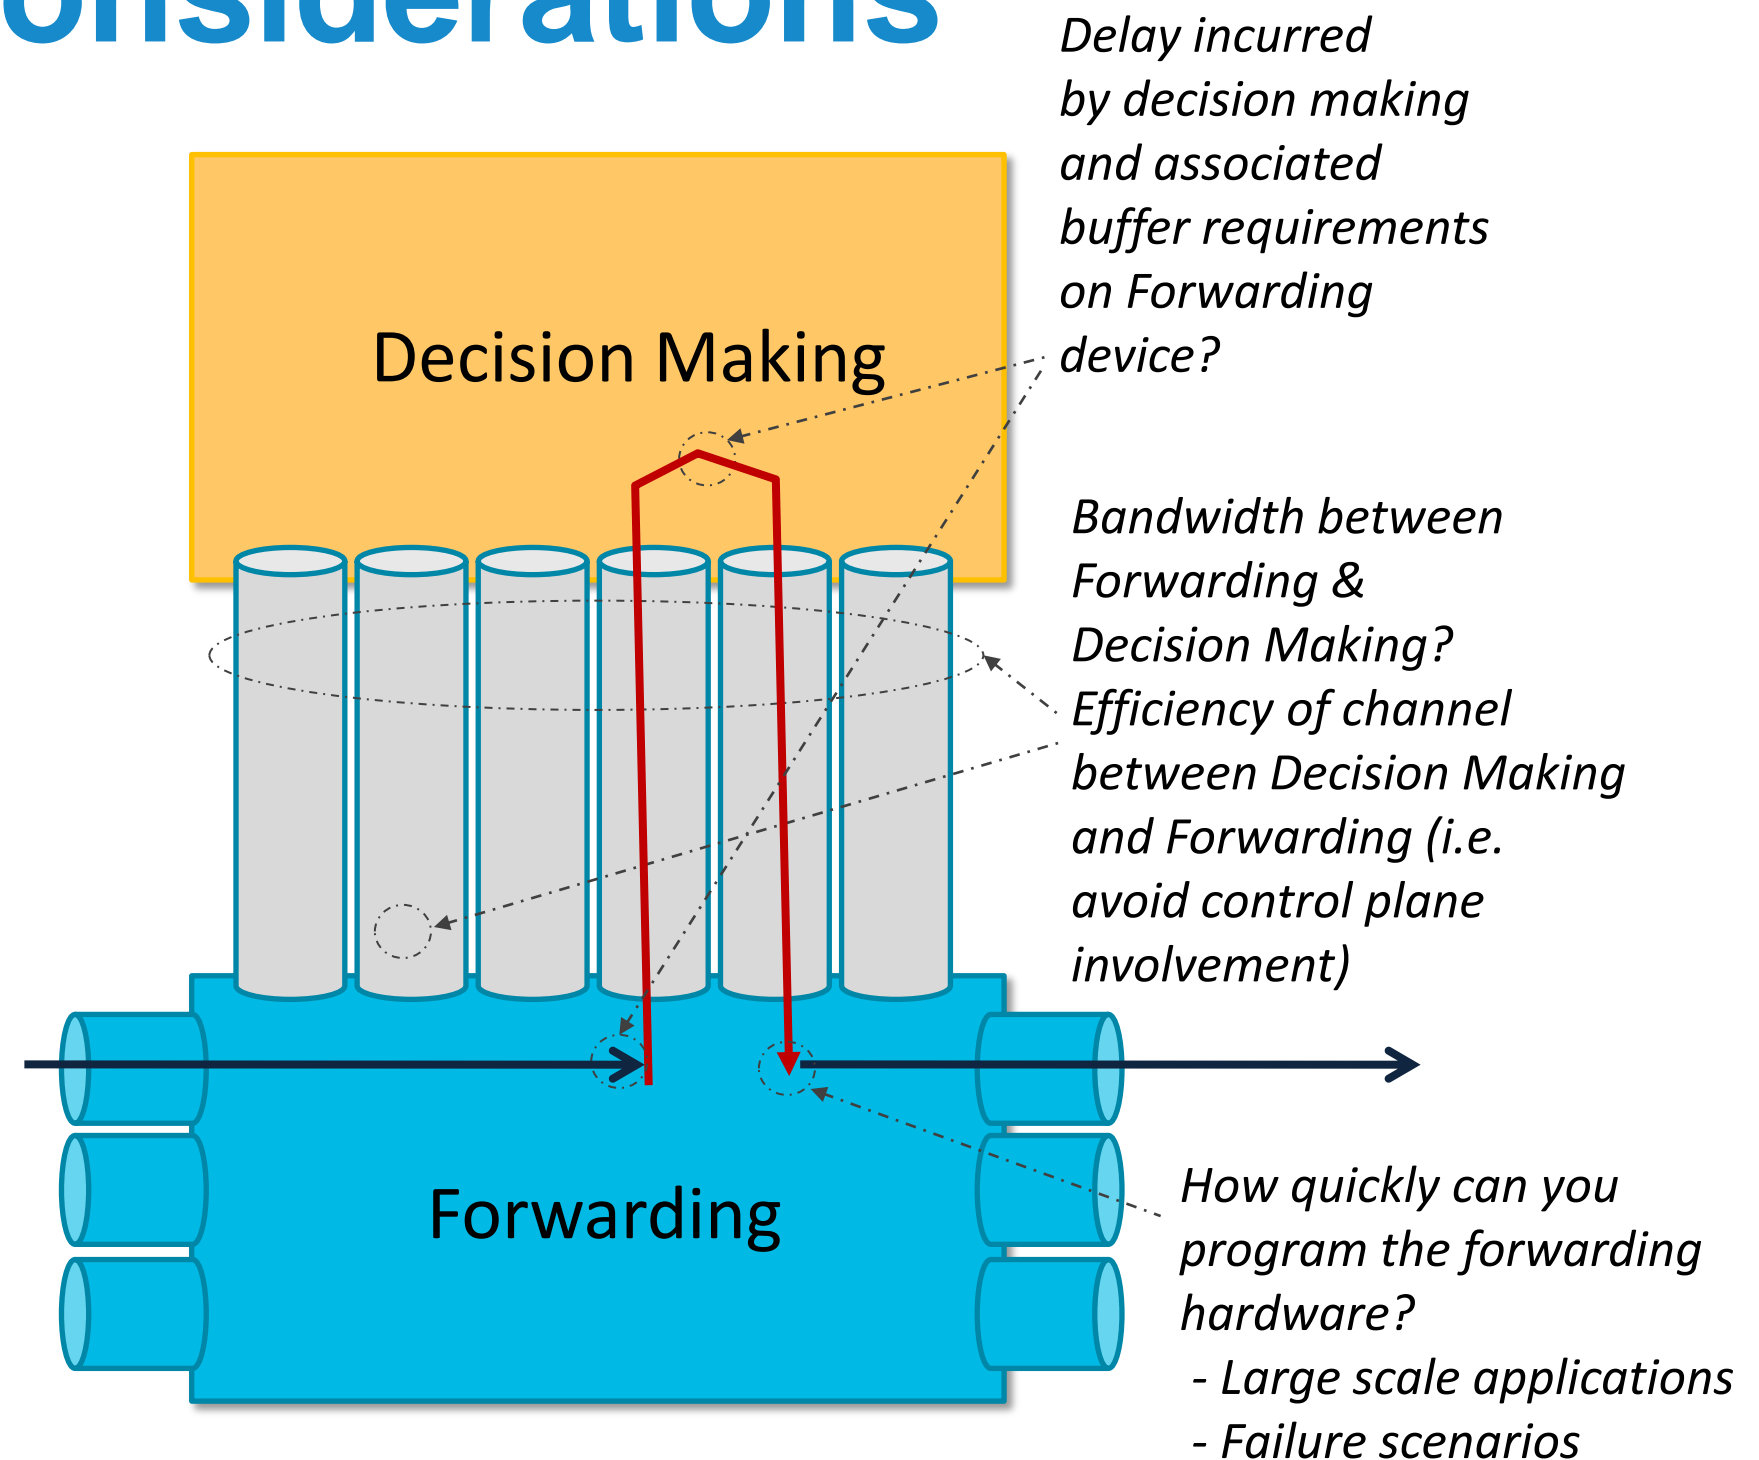 onsiderations
Delay incurred
by decision making
and associated
buffer requirements
on Forwarding
device?
Decision Making
Bandwidth between
Forwarding &
Decision Making?
Efficiency of channel
between Decision Making
and Forwarding (i.e.
avoid control plane
involvement)
Forwarding
How quickly can you
program the forwarding
hardware?
- Large scale applications
- Failure scenarios